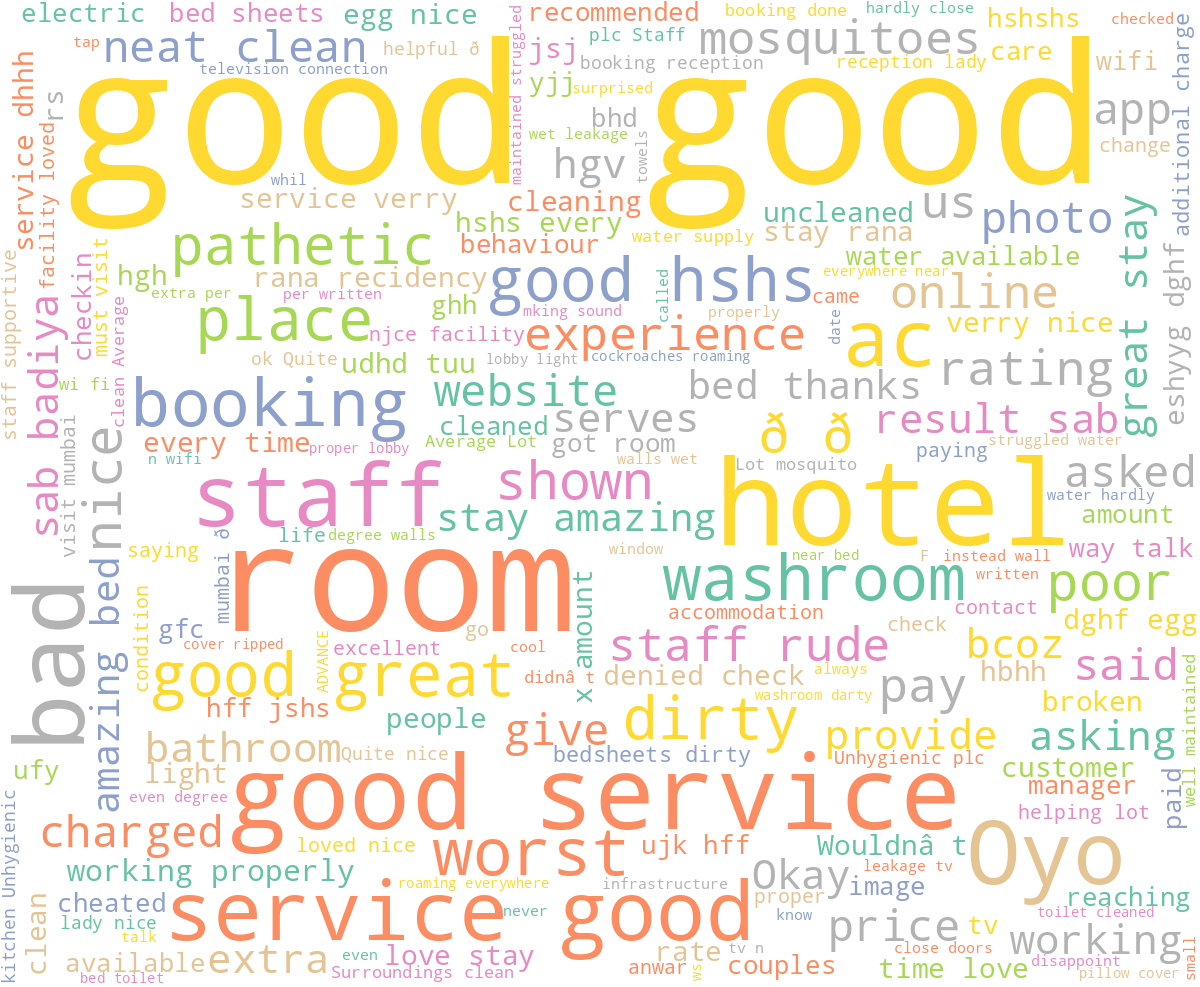 electric
bed sheets
egg nice
recommended
booking done
hardly close
hshshs
checked
tap
neat clean
helpful ð
jsj
plc Staff
mosquitoes
care
television connection
booking reception
reception lady
wifi
additional charge
service dhhh
rs
good good
maintained struggled
yjj
surprised
bhd
app
facility loved
wet leakage
towels
change
hgv
whil
service verry
cleaning
uncleaned
us
photo
great stay
hshs every
behaviour
water supply
stay rana
pathetic
water available
staff supportive
must visit
checkin
hgh
rana recidency
good hshs
called
everywhere near
online
eshyyg dghf
extra per
per written
ghh
mking sound
came
properly
date
sab badiya
clean Average
place
njce facility
experience
ac
verry nice
ok Quite
udhd tuu
lobby light
cockroaches roaming
bed thanks
rating
wi fi
booking
website
serves
result sab
visit mumbai
nice
every time
proper lobby
cleaned
Average Lot
got room
ð ð
struggled water
paying
n wifi
walls wet
Lot mosquito
asked
staff
shown
hotel
water hardly
stay amazing
amount
life
degree walls
saying
mumbai ð
room
window
near bed
F
instead wall
way talk
written
bad
amazing bed
x amount
washroom
poor
condition
accommodation
contact
gfc
go
check
dghf egg
cover ripped
ADVANCE
excellent
cool
staff rude
bcoz
said
good great
didnâ t
denied check
always
hbhh
well maintained
hff jshs
pay
washroom darty
broken
people
give
dirty
provide
asking
bathroom
Quite nice
bedsheets dirty
Unhygienic plc
customer
ufy
light
good service
manager
paid
even degree
kitchen Unhygienic
helping lot
charged
loved nice
worst
ujk hff
Wouldnâ t
Oyo
working properly
Okay
leakage tv
image
clean
roaming everywhere
infrastructure
proper
reaching
cheated
service good
never
know
toilet cleaned
lady nice
price
tv
working
talk
available
extra
even
love stay
rate
tv n
close doors
disappoint
small
bed toilet
Surroundings clean
anwar
ws
couples
time love
pillow cover